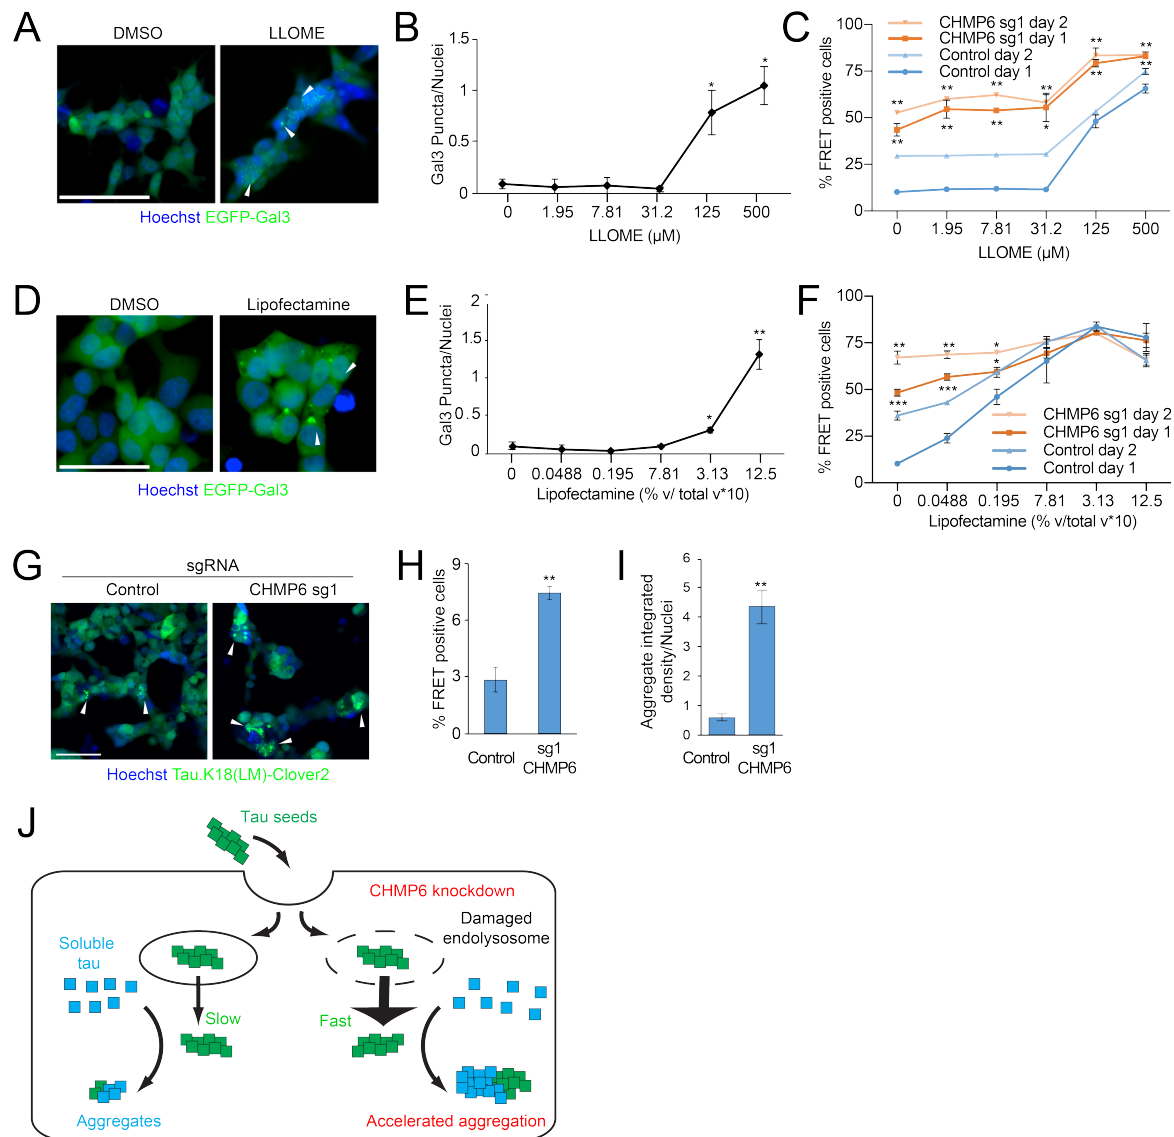 A
DMSO
LLOME
Hoechst EGFP-Gal3
B
Gal3 Puncta/Nuclei
1.5
1
0.5
0
*
*
0 1.95 7.81 31.2 125 500
LLOME (µM)
C
% FRET positive cells
100
75
50
25
0
CHMP6 sg1 day 2
CHMP6 sg1 day 1
Control day 2
Control day 1
** ** ** ** ** **
** ** ** * ** **
0 1.95 7.81 31.2 125 500
LLOME (µM)
D
DMSO
Lipofectamine
Hoechst EGFP-Gal3
E
Gal3 Puncta/Nuclei
2
1.5
1
0.5
0
*
**
0 0.0488 0.195 7.81 3.13 12.5
Lipofectamine (% v/ total v*10)
F
% FRET positive cells
100
75
50
25
0
** ** *
*** *** *
CHMP6 sg1 day 2
CHMP6 sg1 day 1
Control day 2
Control day 1
0 0.0488 0.195 7.81 3.13 12.5
Lipofectamine (% v/total v*10)
G
sgRNA
Control
CHMP6 sg1
Hoechst Tau.K18(LM)-Clover2
H
% FRET positive cells
9
6
3
0
**
Control
sg1
CHMP6
I
Aggregate integrated
density/Nuclei
6
5
4
3
2
1
0
**
Control
sg1
CHMP6
J
Tau seeds
CHMP6 knockdown
Damaged
endolysosome
Soluble
tau
Slow
Fast
Aggregates
Accelerated aggregation